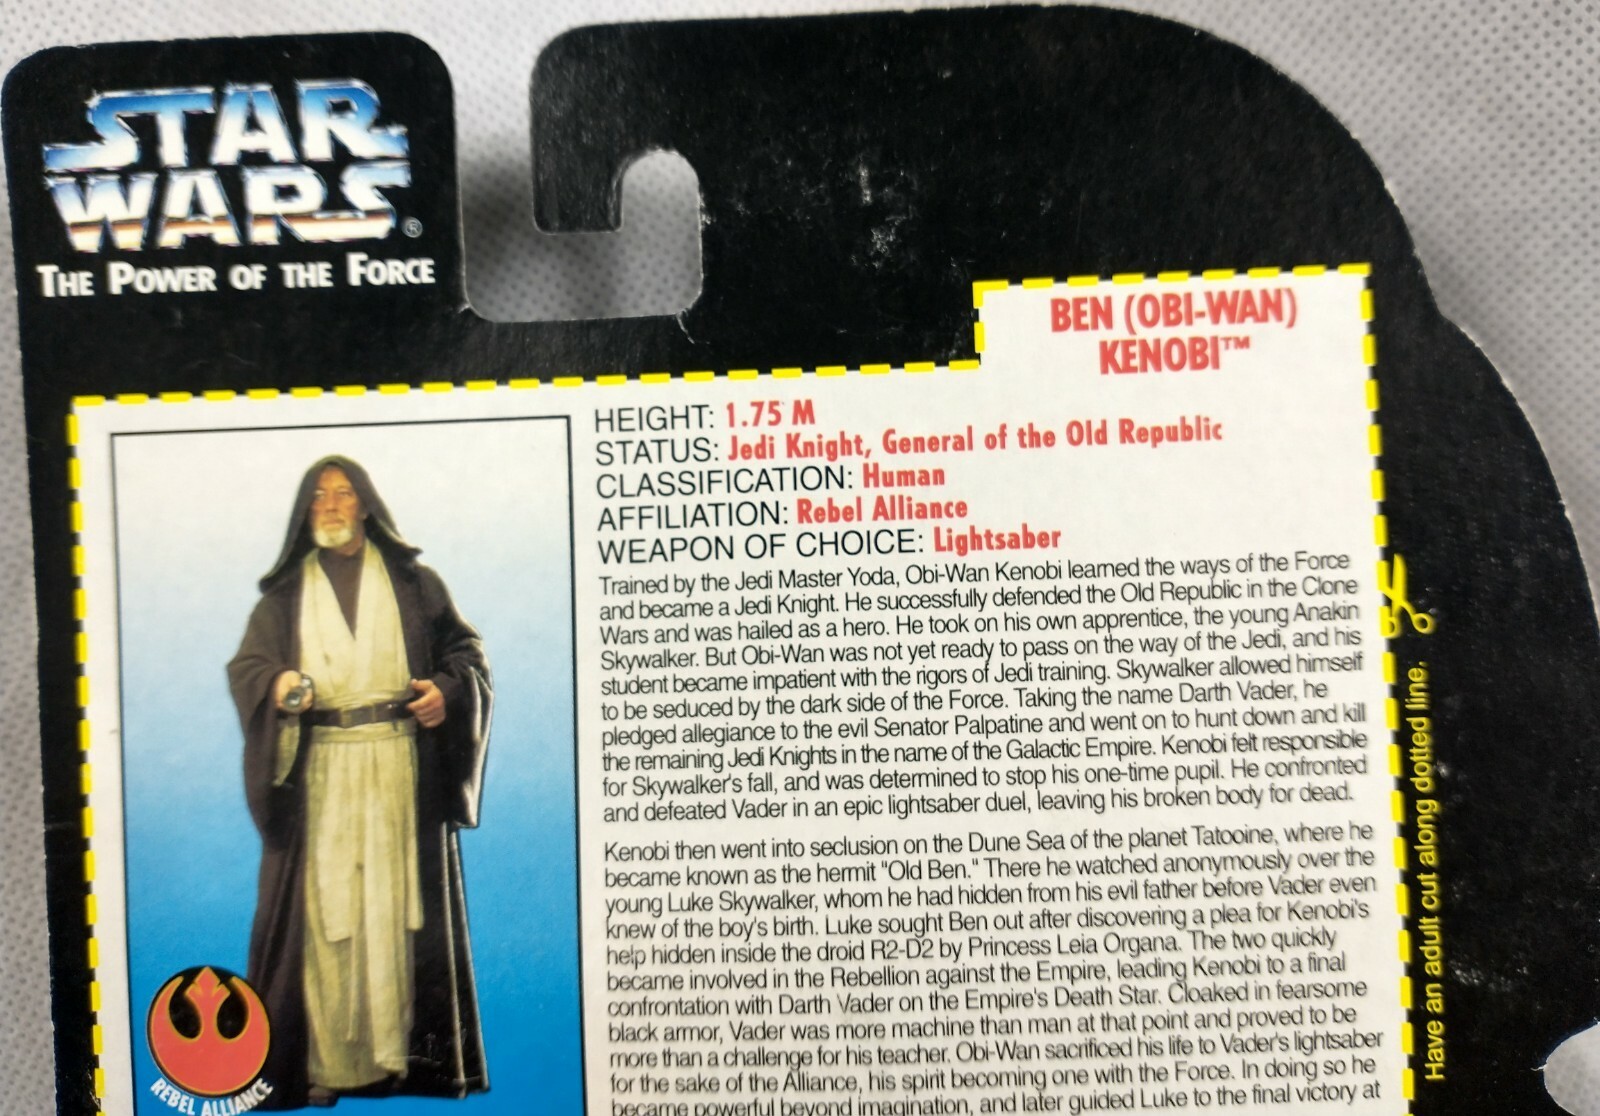 STAR
WARS®
THE POWER OF THE FORCE
BEN (OBI-WAN)
KENOBI™
HEIGHT: 1.75 M
STATUS: Jedi Knight, General of the Old Republic
CLASSIFICATION: Human
AFFILIATION: Rebel Alliance
WEAPON OF CHOICE: Lightsaber
Trained by the Jedi Master Yoda, Obi-Wan Kenobi learned the ways of the Force
and became a Jedi Knight. He successfully defended the Old Republic in the Clone
Wars and was hailed as a hero. He took on his own apprentice, the young Anakin
Skywalker. But Obi-Wan was not yet ready to pass on the way of the Jedi, and his
student became impatient with the rigors of Jedi training. Skywalker allowed himself
to be seduced by the dark side of the Force. Taking the name Darth Vader, he
pledged allegiance to the evil Senator Palpatine and went on to hunt down and kill
the remaining Jedi Knights in the name of the Galactic Empire. Kenobi felt responsible
for Skywalker's fall, and was determined to stop his one-time pupil. He confronted
and defeated Vader in an epic lightsaber duel, leaving his broken body for dead.
Kenobi then went into seclusion on the Dune Sea of the planet Tatooine, where he
became known as the hermit "Old Ben." There he watched anonymously over the
young Luke Skywalker, whom he had hidden from his evil father before Vader even
knew of the boy's birth. Luke sought Ben out after discovering a plea for Kenobi's
help hidden inside the droid R2-D2 by Princess Leia Organa. The two quickly
became involved in the Rebellion against the Empire, leading Kenobi to a final
confrontation with Darth Vader on the Empire's Death Star. Cloaked in fearsome
black armor, Vader was more machine than man at that point and proved to be
more than a challenge for his teacher. Obi-Wan sacrificed his life to Vader's lightsaber
for the sake of the Alliance, his spirit becoming one with the Force. In doing so he
became powerful beyond imagination, and later guided Luke to the final victory at
REBEL ALLIANCE
Have an adult cut along dotted line.